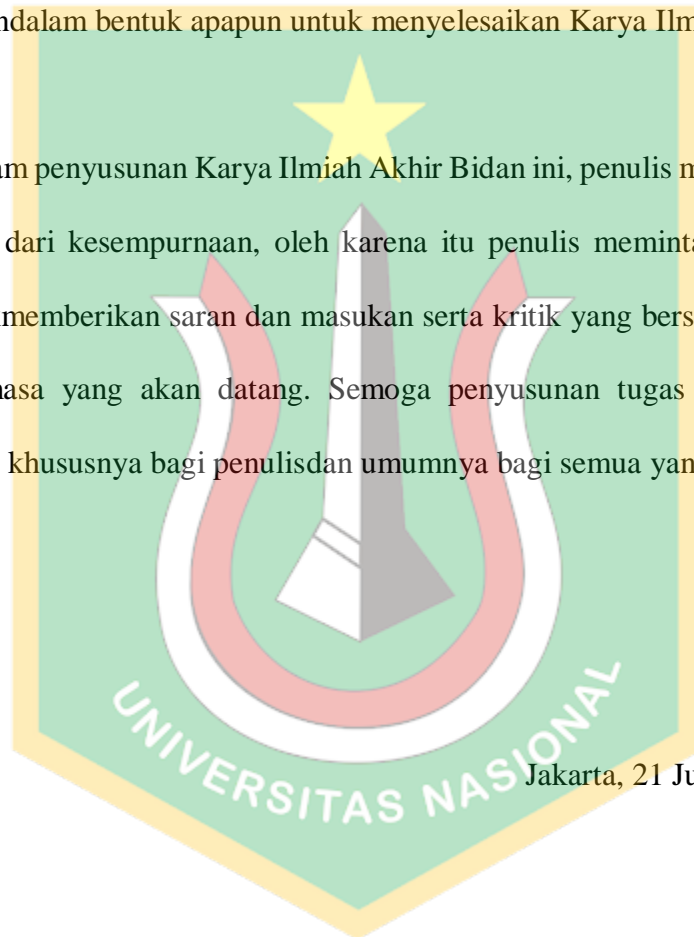 ndalam bentuk apapun untuk menyelesaikan Karya Ilm
am penyusunan Karya Ilmiah Akhir Bidan ini, penulis m
dari kesempurnaan, oleh karena itu penulis meminta
memberikan saran dan masukan serta kritik yang bers
nasa yang akan datang. Semoga penyusunan tugas
khususnya bagi penulisdan umumnya bagi semua yan
UNIVERSITAS NASIONAL
Jakarta, 21 Ju